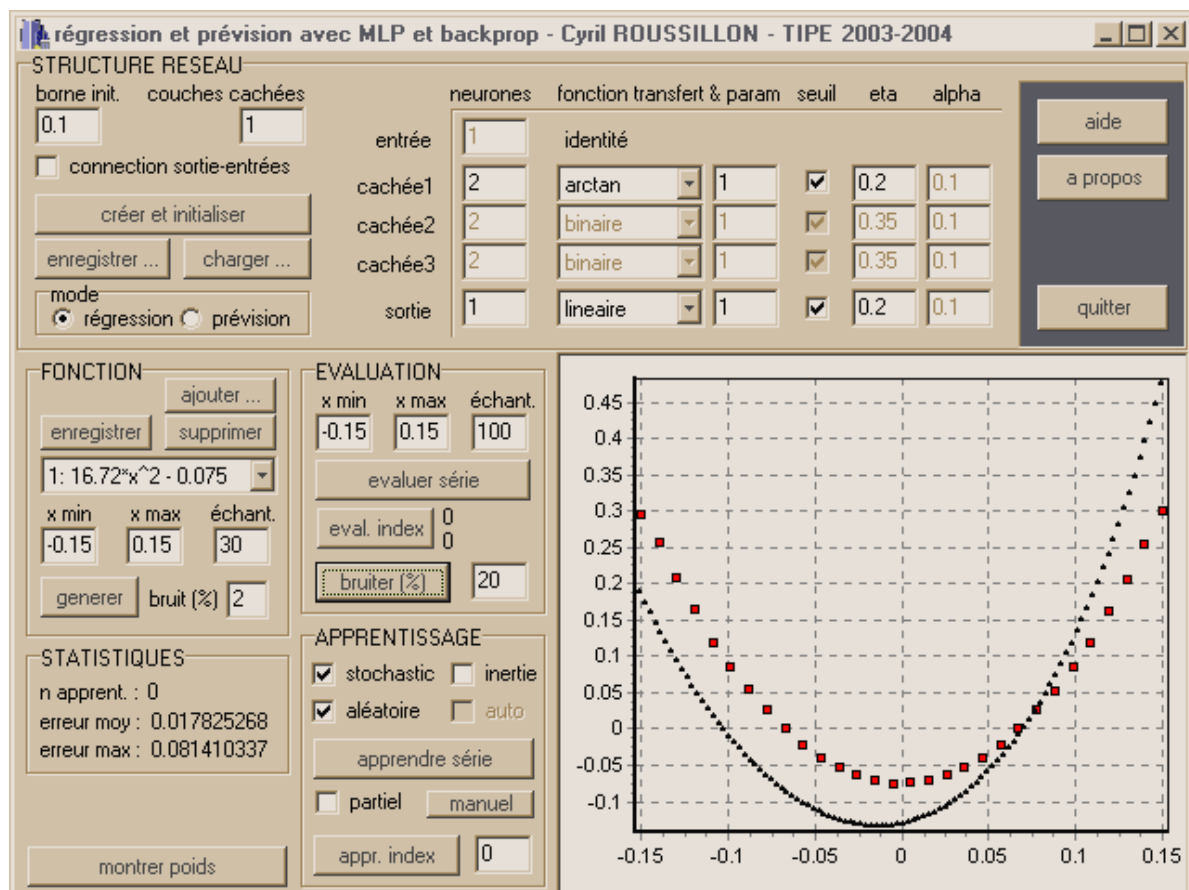 régression et prévision avec MLP et backprop - Cyril ROUSSILLON - TIPE 2003-2004
STRUCTURE RESEAU
borne init. couches cachées
0.1 1
connection sortie-entrées
créer et initialiser
enregistrer ... charger ...
mode
régression prévision
neurones fonction transfert & param seuil eta alpha
entrée 1 identité
cachée1 2 arctan 1 0.2 0.1
cachée2 2 binaire 1 0.35 0.1
cachée3 2 binaire 1 0.35 0.1
sortie 1 lineaire 1 0.2 0.1
aide
a propos
quitter
FONCTION
ajouter ...
enregistrer supprimer
1: 16.72*x^2 - 0.075
x min x max échant.
-0.15 0.15 30
generer bruit (%) 2
STATISTIQUES
n apprent. : 0
erreur moy : 0.017825268
erreur max : 0.081410337
montrer poids
EVALUATION
x min x max échant.
-0.15 0.15 100
evaluer série
eval. index 0
0
bruiter (%) 20
APPRENTISSAGE
stochastic inertie
aléatoire auto
apprendre série
partiel manuel
appr. index 0
0.45
0.4
0.35
0.3
0.25
0.2
0.15
0.1
0.05
0
-0.05
-0.1
-0.15 -0.1 -0.05 0 0.05 0.1 0.15